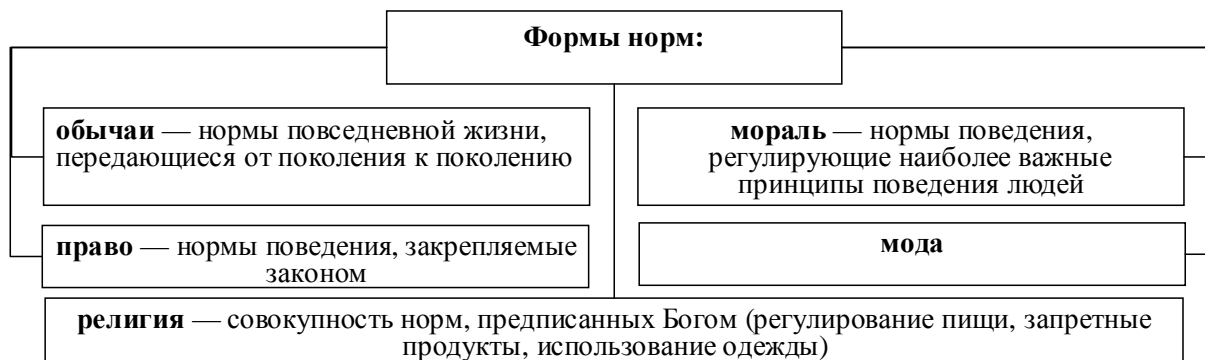 Формы норм:
обычаи — нормы повседневной жизни,
передающиеся от поколения к поколению
мораль — нормы поведения,
регулирующие наиболее важные
принципы поведения людей
право — нормы поведения, закрепляемые
законом
мода
религия — совокупность норм, предписанных Богом (регулирование пищи, запретные
продукты, использование одежды)